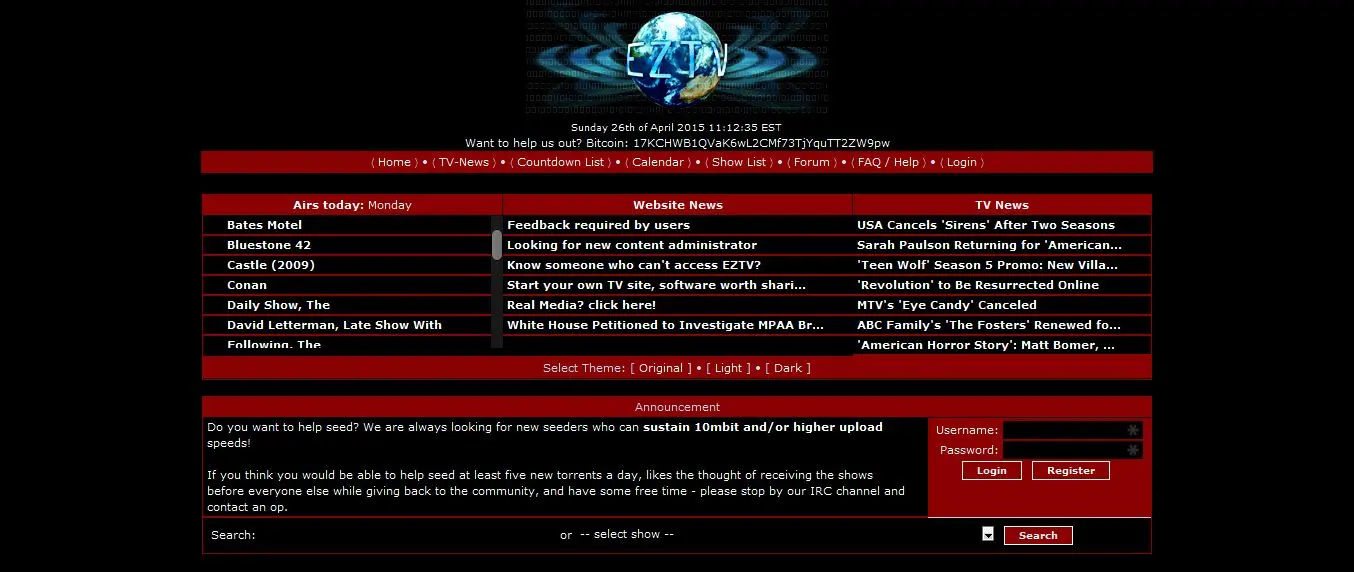 EZTV
Sunday 26th of April 2015 11:12:35 EST
Want to help us out? Bitcoin: 17KCHWB1QVaK6wL2CMf73TjYquTT2ZW9pw
⟨ Home ⟩ • ⟨ TV-News ⟩ • ⟨ Countdown List ⟩ • ⟨ Calendar ⟩ • ⟨ Show List ⟩ • ⟨ Forum ⟩ • ⟨ FAQ / Help ⟩ • ⟨ Login ⟩
Airs today: Monday
Bates Motel
Bluestone 42
Castle (2009)
Conan
Daily Show, The
David Letterman, Late Show With
Following, The
Website News
Feedback required by users
Looking for new content administrator
Know someone who can't access EZTV?
Start your own TV site, software worth shari...
Real Media? click here!
White House Petitioned to Investigate MPAA Br...
TV News
USA Cancels 'Sirens' After Two Seasons
Sarah Paulson Returning for 'American...
'Teen Wolf' Season 5 Promo: New Villa...
'Revolution' to Be Resurrected Online
MTV's 'Eye Candy' Canceled
ABC Family's 'The Fosters' Renewed fo...
'American Horror Story': Matt Bomer, ...
Select Theme: [ Original ] • [ Light ] • [ Dark ]
Announcement
Do you want to help seed? We are always looking for new seeders who can sustain 10mbit and/or higher upload
speeds!
If you think you would be able to help seed at least five new torrents a day, likes the thought of receiving the shows
before everyone else while giving back to the community, and have some free time - please stop by our IRC channel and
contact an op.
Username:
Password:
Login Register
Search: or -- select show -- Search